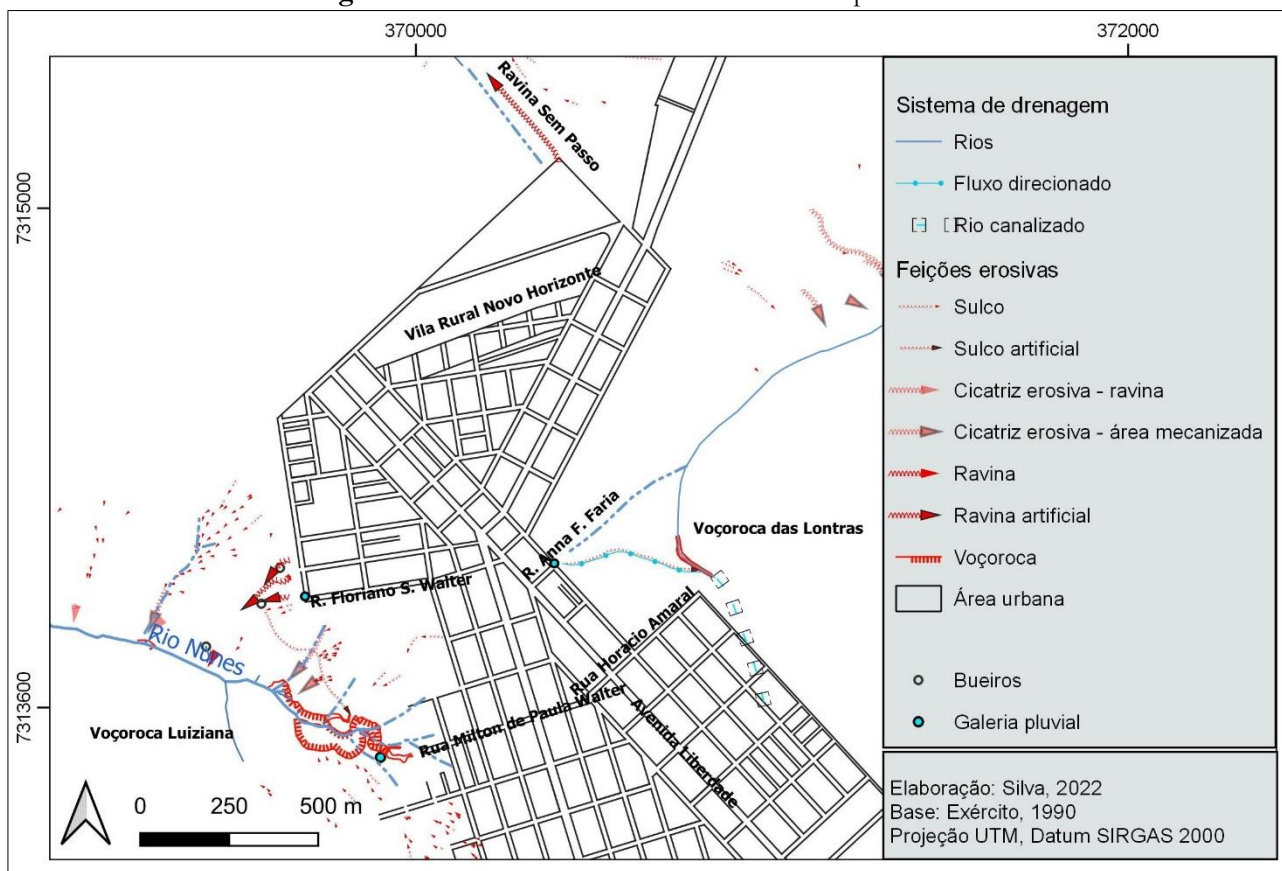 370000
372000
7315000
7313600
Ravina Sem Passo
Vila Rural Novo Horizonte
R. Anna F. Faria
Voçoroca das Lontras
R. Floriano S. Walter
Rua Horacio Amaral
Rio Nunes
Rua Milton de Paula Walter
Voçoroca Luiziana
Avenida Liberdade
0 250 500 m
Sistema de drenagem
Rios
Fluxo direcionado
Rio canalizado
Feições erosivas
Sulco
Sulco artificial
Cicatriz erosiva - ravina
Cicatriz erosiva - área mecanizada
Ravina
Ravina artificial
Voçoroca
Área urbana
Bueiros
Galeria pluvial
Elaboração: Silva, 2022
Base: Exército, 1990
Projeção UTM, Datum SIRGAS 2000